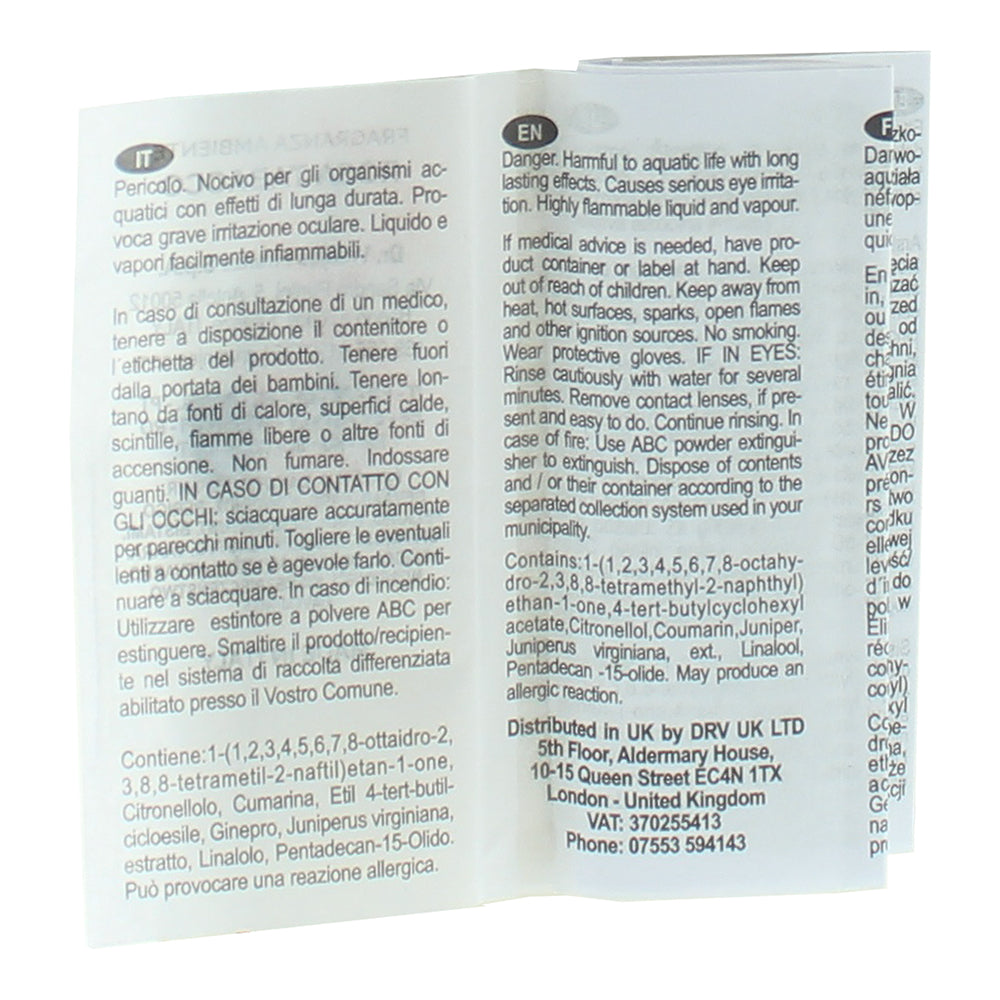 IT
Pericolo. Nocivo per gli organismi ac-
quatici con effetti di lunga durata. Pro-
voca grave irritazione oculare. Liquido e
vapori facilmente infiammabili.
In caso di consultazione di un medico,
tenere a disposizione il contenitore o
l'etichetta del prodotto. Tenere fuori
dalla portata dei bambini. Tenere lon-
tano da fonti di calore, superfici calde,
scintille, fiamme libere o altre fonti di
accensione. Non fumare. Indossare
guanti. IN CASO DI CONTATTO CON
GLI OCCHI: sciacquare accuratamente
per parecchi minuti. Togliere le eventuali
lenti a contatto se è agevole farlo. Conti-
nuare a sciacquare. In caso di incendio:
Utilizzare estintore a polvere ABC per
estinguere. Smaltire il prodotto/recipien-
te nel sistema di raccolta differenziata
abilitato presso il Vostro Comune.
Contiene:1-(1,2,3,4,5,6,7,8-ottaidro-2,
3,8,8-tetrametil-2-naftil)etan-1-one,
Citronellolo, Cumarina, Etil 4-tert-butil-
cicloesile, Ginepro, Juniperus virginiana,
estratto, Linalolo, Pentadecan-15-Olido.
Può provocare una reazione allergica.
EN
Danger. Harmful to aquatic life with long
lasting effects. Causes serious eye irrita-
tion. Highly flammable liquid and vapour.
If medical advice is needed, have pro-
duct container or label at hand. Keep
out of reach of children. Keep away from
heat, hot surfaces, sparks, open flames
and other ignition sources. No smoking.
Wear protective gloves. IF IN EYES:
Rinse cautiously with water for several
minutes. Remove contact lenses, if pre-
sent and easy to do. Continue rinsing. In
case of fire: Use ABC powder extingui-
sher to extinguish. Dispose of contents
and / or their container according to the
separated collection system used in your
municipality.
Contains:1-(1,2,3,4,5,6,7,8-octahy-
dro-2,3,8,8-tetramethyl-2-naphthyl)
ethan-1-one,4-tert-butylcyclohexyl
acetate,Citronellol,Coumarin,Juniper,
Juniperus virginiana, ext., Linalool,
Pentadecan -15-olide. May produce an
allergic reaction.
Distributed in UK by DRV UK LTD
5th Floor, Aldermary House,
10-15 Queen Street EC4N 1TX
London - United Kingdom
VAT: 370255413
Phone: 07553 594143